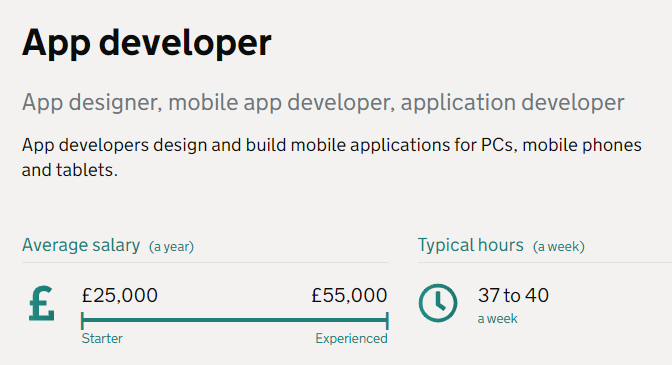 App developer
App designer, mobile app developer, application developer
App developers design and build mobile applications for PCs, mobile phones
and tablets.
Average salary (a year)
£
£25,000 £55,000
Starter Experienced
Typical hours (a week)
37 to 40
a week